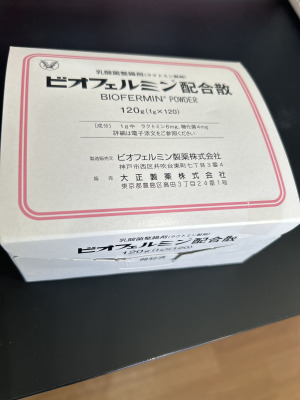 乳酸菌整腸剤(ラクトミン製剤)
ビオフェルミン配合散
BIOFERMIN® POWDER
120g(1g×120)
〔成分〕 1g中 ラクトミン6mg、糖化菌4mg
詳細は電子添文をご参照ください
製造販売元 ビオフェルミン製薬株式会社
神戸市西区井吹台東町七丁目3番4
販売 大正製薬株式会社
東京都豊島区高田3丁目24番1号
乳酸菌整腸剤(ラクトミン製剤)
ビオフェルミン配合散
120g(1g×120)